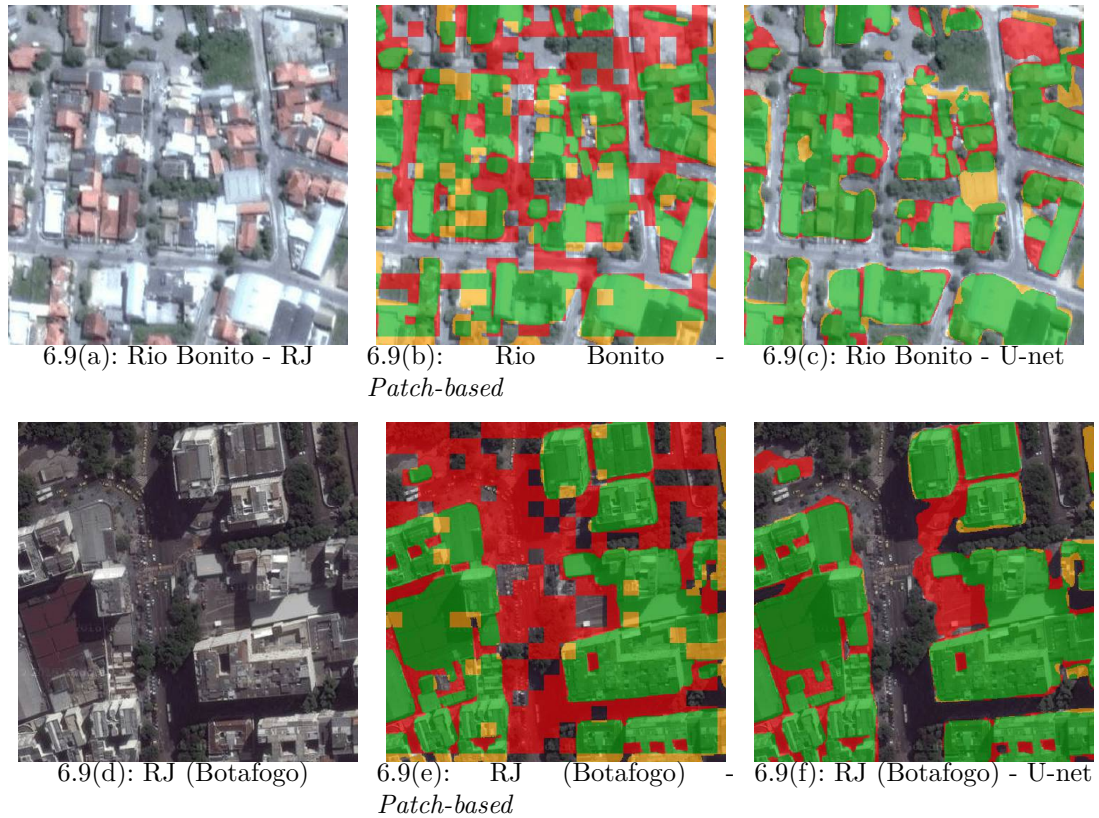 6.9(a): Rio Bonito - RJ
6.9(b): Rio Bonito -
Patch-based
6.9(c): Rio Bonito - U-net
6.9(d): RJ (Botafogo)
6.9(e): RJ (Botafogo) -
Patch-based
6.9(f): RJ (Botafogo) - U-net